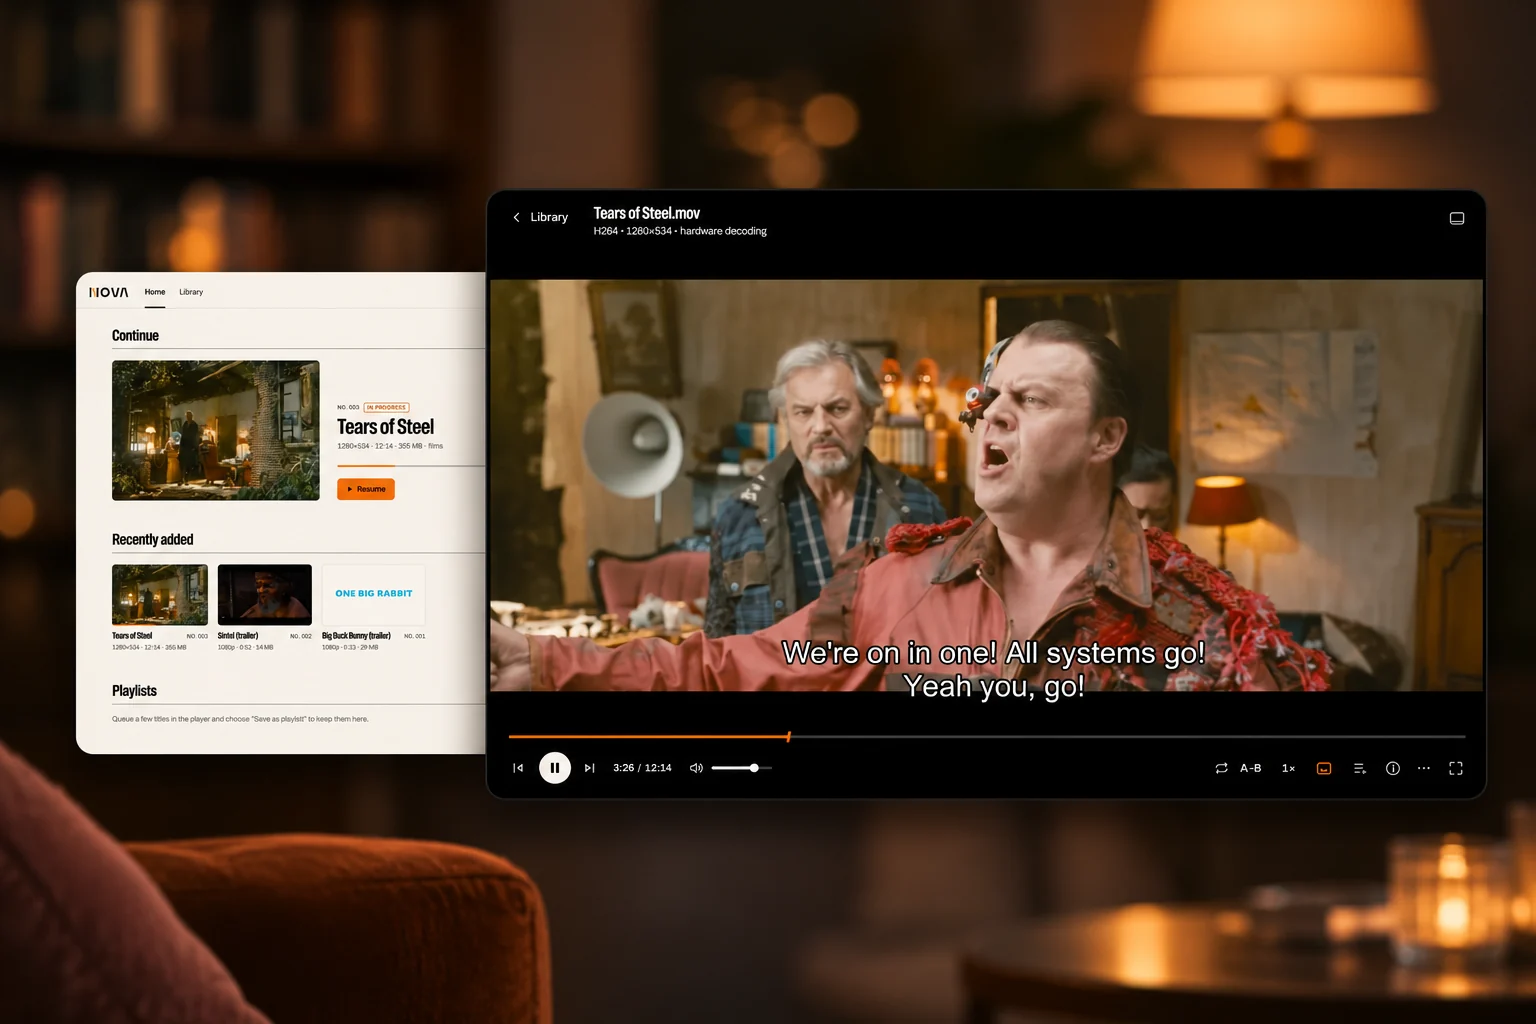 NOVA
Home
Library
Continue
NO. 003
IN PROGRESS
Tears of Steel
1280×534 · 12:14 · 355 MB · films
Resume
Recently added
ONE BIG RABBIT
Tears of Steel
NO. 003
1280×534 · 12:14 · 355 MB
Sintel (trailer)
NO. 002
1080p · 0:52 · 14 MB
Big Buck Bunny (trailer)
NO. 001
1080p · 0:33 · 29 MB
Playlists
Queue a few titles in the player and choose "Save as playlist" to keep them here.
Library
Tears of Steel.mov
H264 • 1280×534 • hardware decoding
We're on in one! All systems go!
Yeah you, go!
3:26 / 12:14
A-B
1×